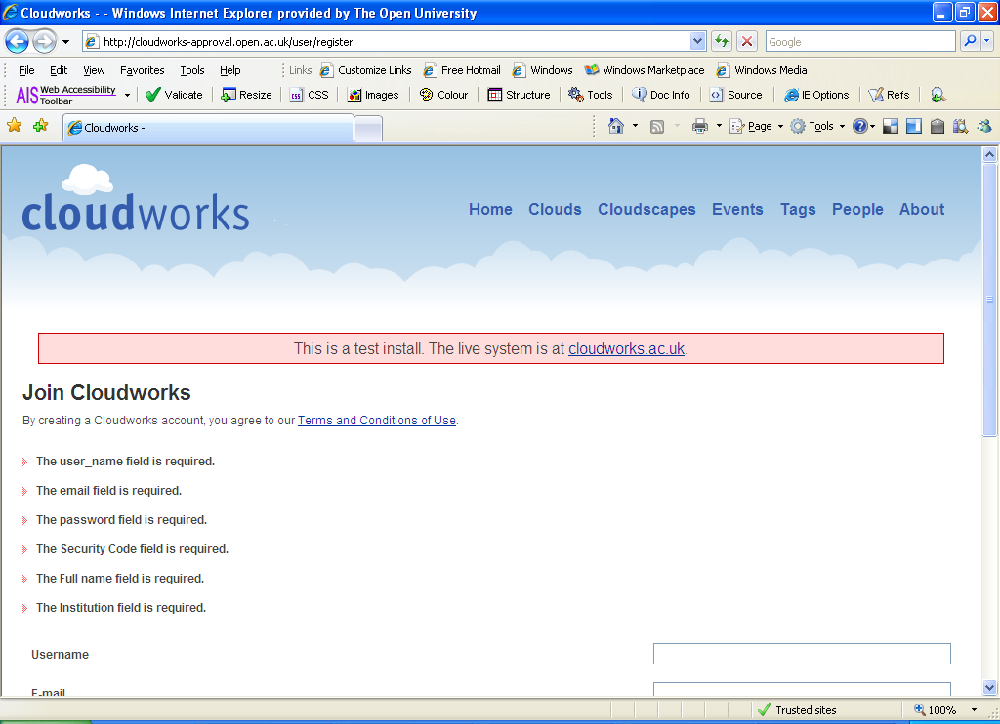 Cloudworks - - Windows Internet Explorer provided by The Open University
http://cloudworks-approval.open.ac.uk/user/register
Google
File Edit View Favorites Tools Help Links Customize Links Free Hotmail Windows Windows Marketplace Windows Media
AIS Web Accessibility Toolbar Validate Resize CSS Images Colour Structure Tools Doc Info Source IE Options Refs
Cloudworks -
Page Tools
cloudworks
Home Clouds Cloudscapes Events Tags People About
This is a test install. The live system is at cloudworks.ac.uk.
Join Cloudworks
By creating a Cloudworks account, you agree to our Terms and Conditions of Use.
The user_name field is required.
The email field is required.
The password field is required.
The Security Code field is required.
The Full name field is required.
The Institution field is required.
Username
E-mail
Trusted sites 100%